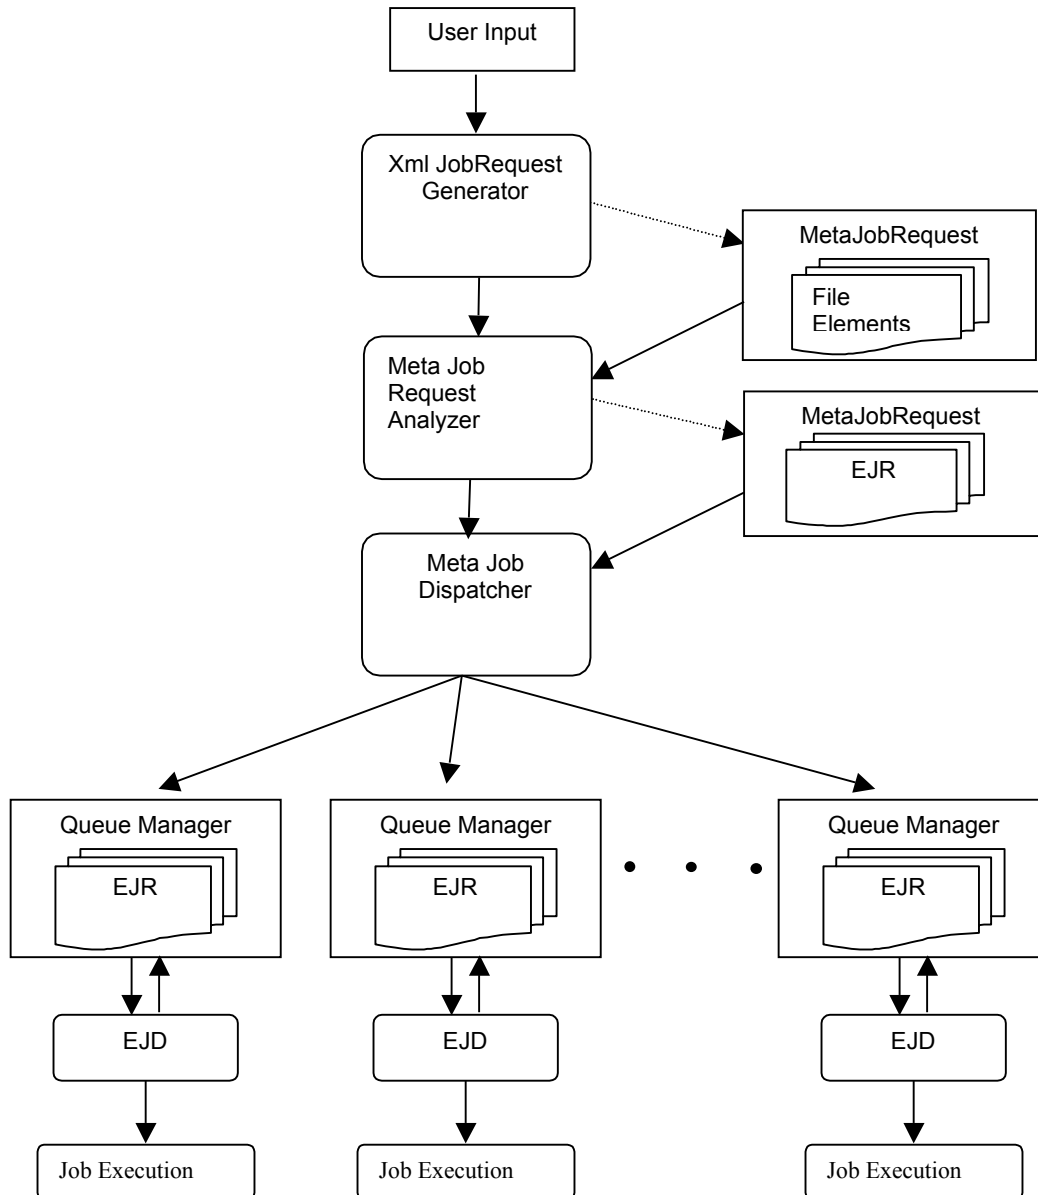 User Input
Xml JobRequest
Generator
MetaJobRequest
File
Elements
Meta Job
Request
Analyzer
MetaJobRequest
EJR
Meta Job
Dispatcher
Queue Manager
EJR
Queue Manager
EJR
Queue Manager
EJR
EJD
EJD
EJD
Job Execution
Job Execution
Job Execution